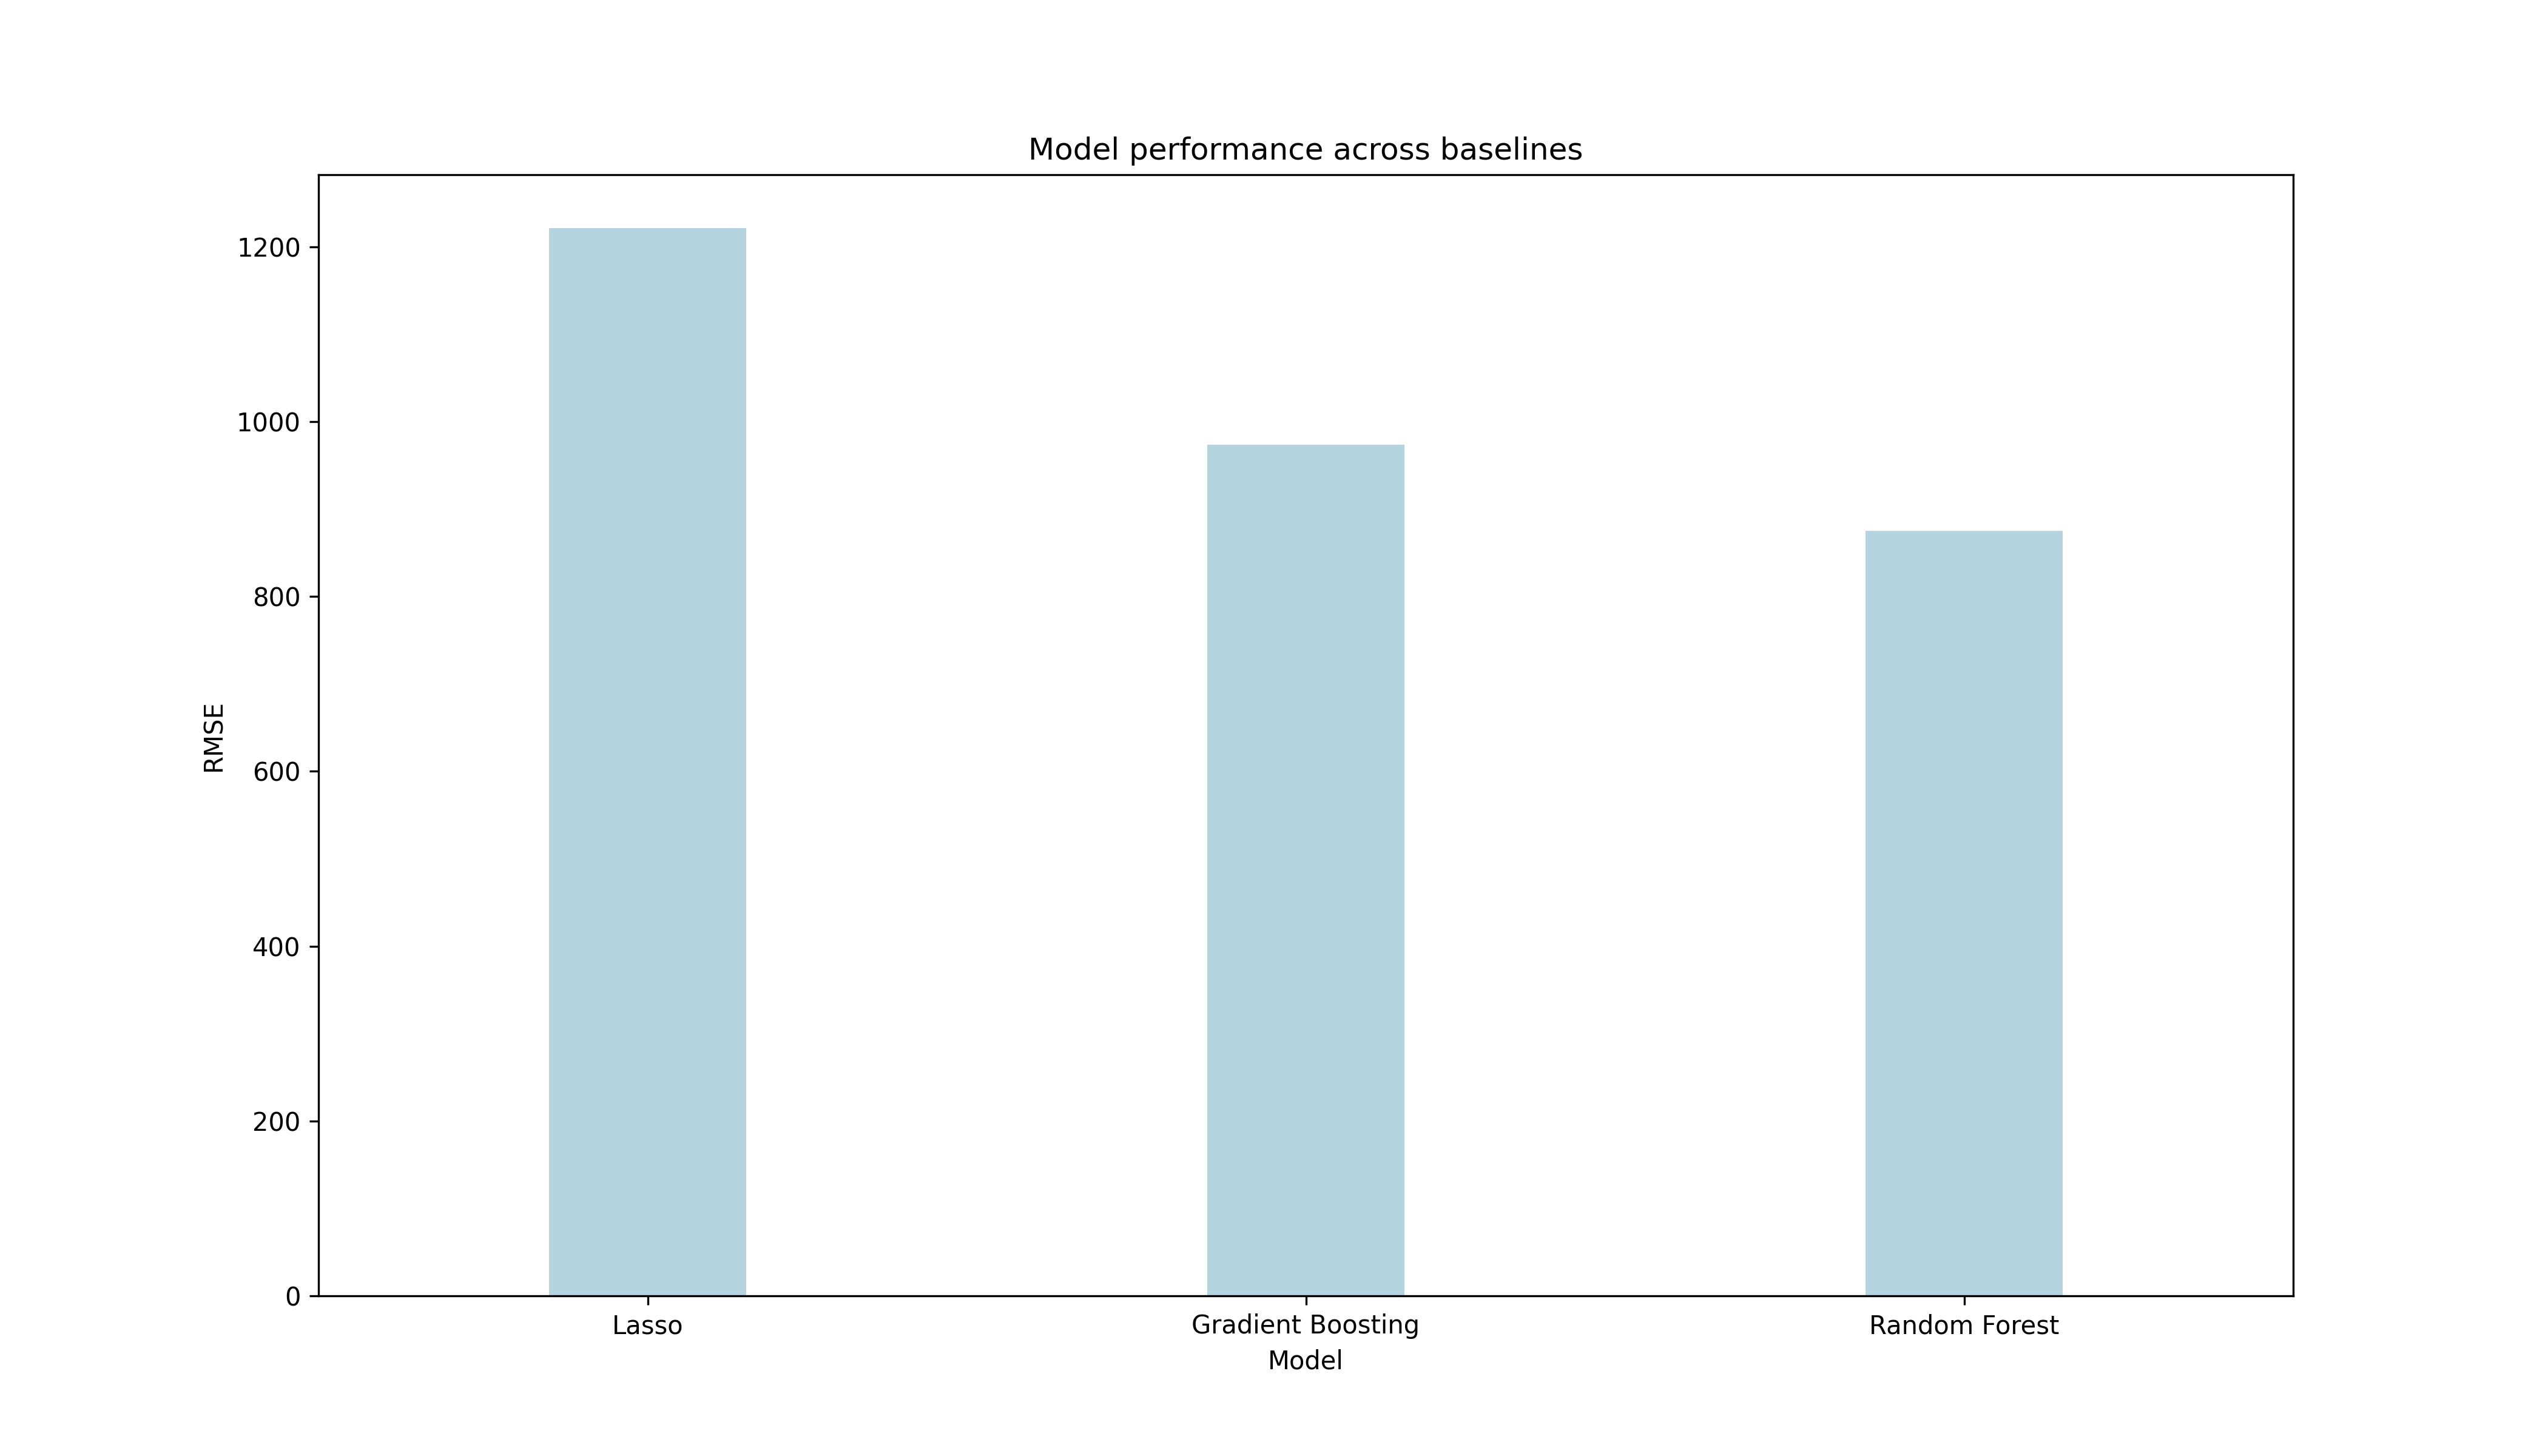 Model performance across baselines
1200
1000
800
600
400
200
0
RMSE
Lasso
Gradient Boosting
Random Forest
Model